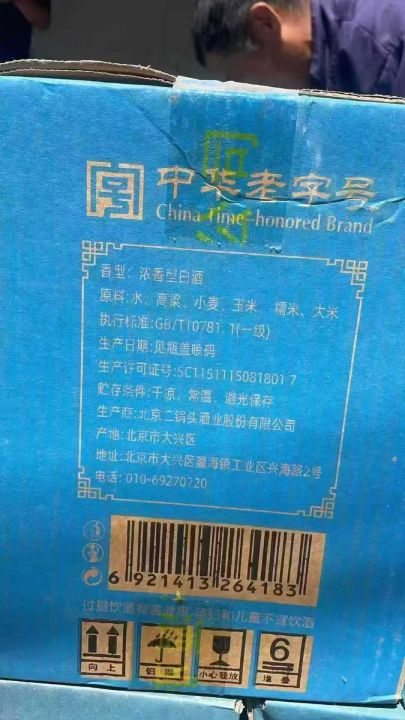 中华老字号
China Time-honored Brand
香型：浓香型白酒
原料:水、高粱、小麦、玉米、糯米、大米
执行标准:GB/T10781.1(一级)
生产日期:见瓶盖喷码
生产许可证号:SC11511150818017
贮存条件:干凉、常温、避光保存
生产商:北京二锅头酒业股份有限公司
产地:北京市大兴区
地址:北京市大兴区瀛海镇工业区兴海路2号
电话: 010-69270720
6 921413 264183
过量饮酒有害健康 孕妇和儿童不宜饮酒
向上 怕雨 小心轻放 6 堆叠